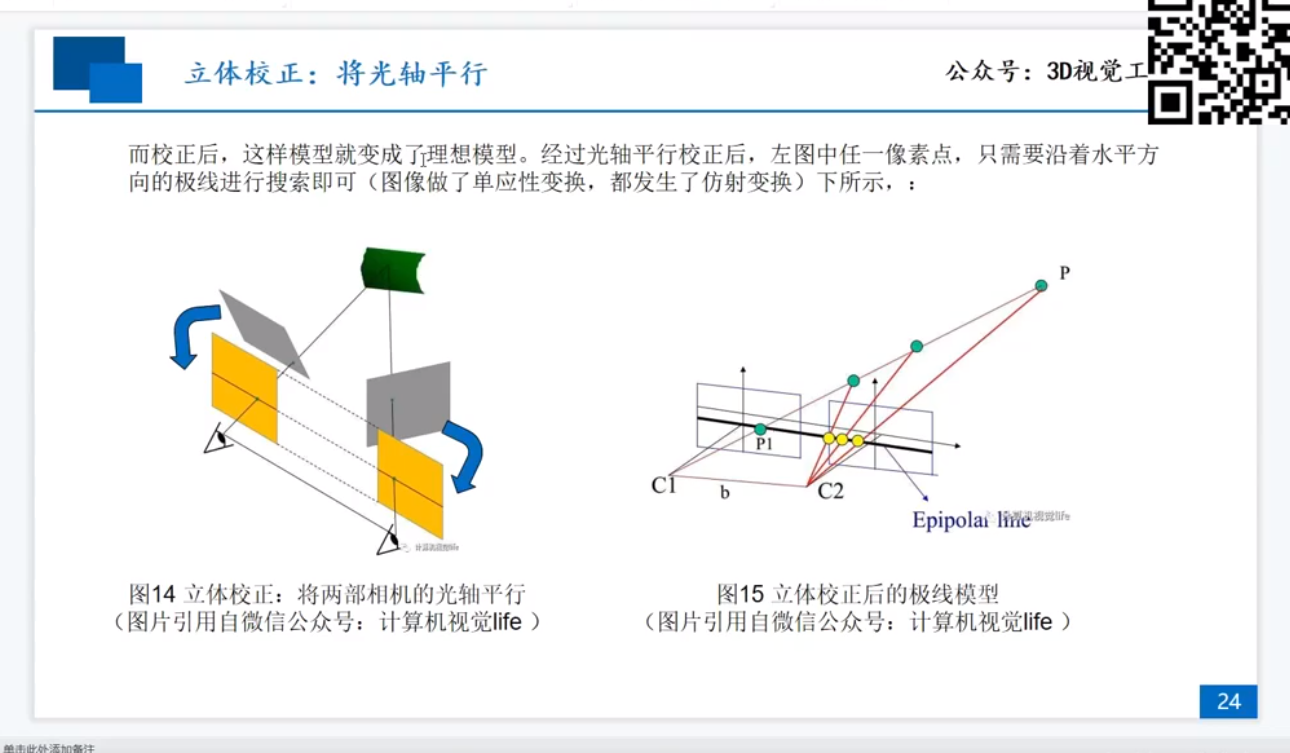 立体校正：将光轴平行
公众号：3D视觉工
而校正后，这样模型就变成了理想模型。经过光轴平行校正后，左图中任一像素点，只需要沿着水平方
向的极线进行搜索即可（图像做了单应性变换，都发生了仿射变换）下所示，：
P
P1
C1
b
C2
Epipolar line
计算机视觉life
计算机视觉life
图14 立体校正：将两部相机的光轴平行
（图片引用自微信公众号：计算机视觉life ）
图15 立体校正后的极线模型
（图片引用自微信公众号：计算机视觉life ）
24
单击此处添加备注